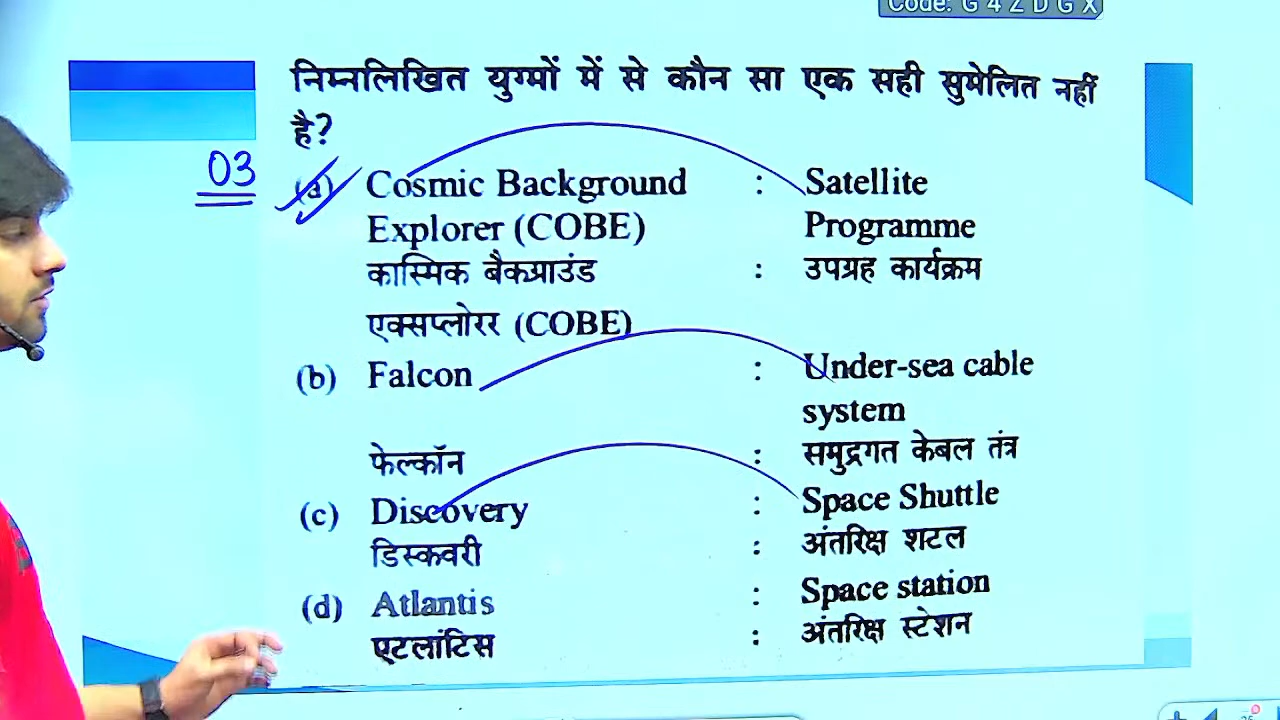 Code: G 4 Z D G X
निम्नलिखित युग्मों में से कौन सा एक सही सुमेलित नहीं
है?
03
(a) Cosmic Background : Satellite
Explorer (COBE) Programme
कास्मिक बैकग्राउंड : उपग्रह कार्यक्रम
एक्सप्लोरर (COBE)
(b) Falcon : Under-sea cable
system
फेल्कॉन : समुद्रगत केबल तंत्र
(c) Discovery : Space Shuttle
डिस्कवरी : अंतरिक्ष शटल
(d) Atlantis : Space station
एटलांटिस : अंतरिक्ष स्टेशन